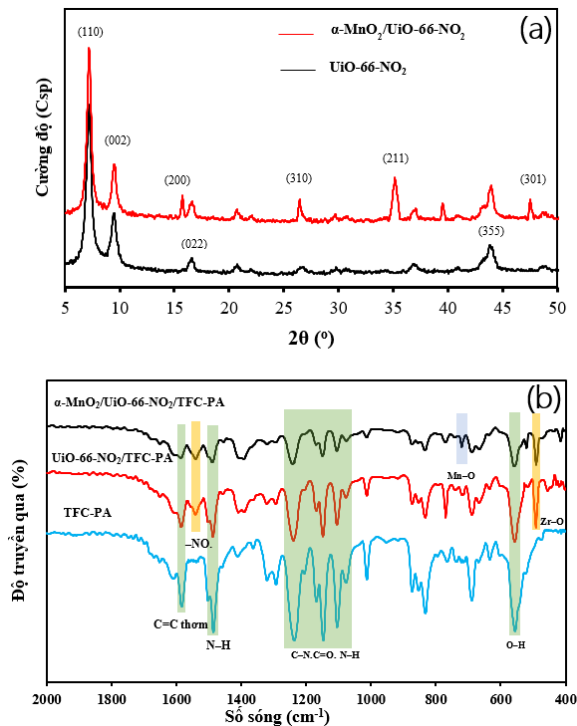 (a)
α-MnO₂/UiO-66-NO₂
UiO-66-NO₂
(110)
(002)
(200)
(310)
(211)
(301)
(022)
(355)
Cường độ (Csp)
5 10 15 20 25 30 35 40 45 50
2θ (°)
(b)
α-MnO₂/UiO-66-NO₂/TFC-PA
UiO-66-NO₂/TFC-PA
TFC-PA
Mn–O
Zr–O
–NO.
C=C thơm
N–H
C–N.C=O. N–H
O–H
Độ truyền qua (%)
2000 1800 1600 1400 1200 1000 800 600 400
Số sóng (cm⁻¹)